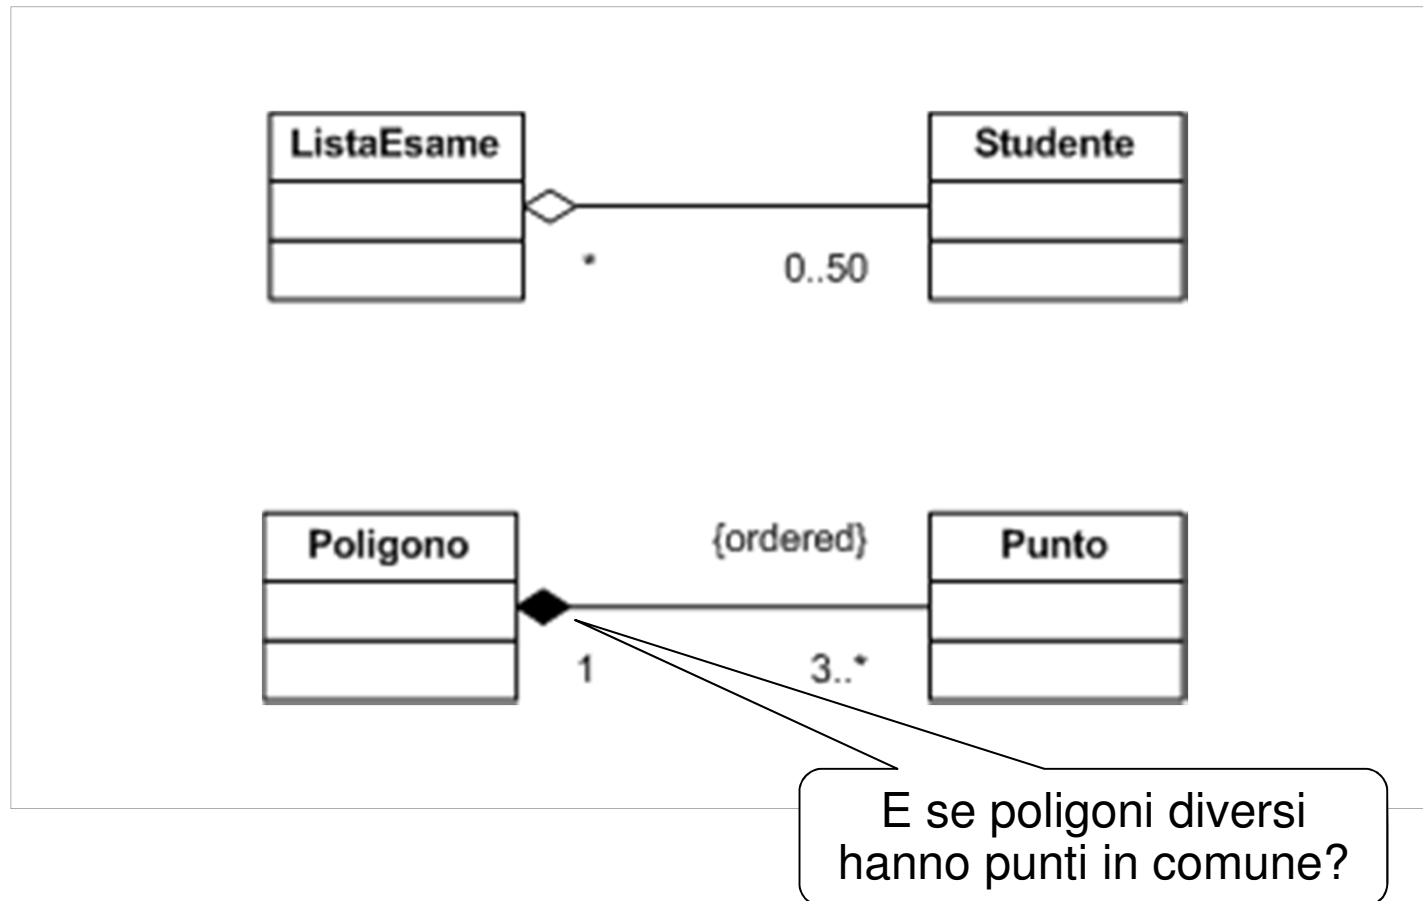 ListaEsame
Studente
*
0..50
{ordered}
Poligono
Punto
1
3..*
E se poligoni diversi
hanno punti in comune?